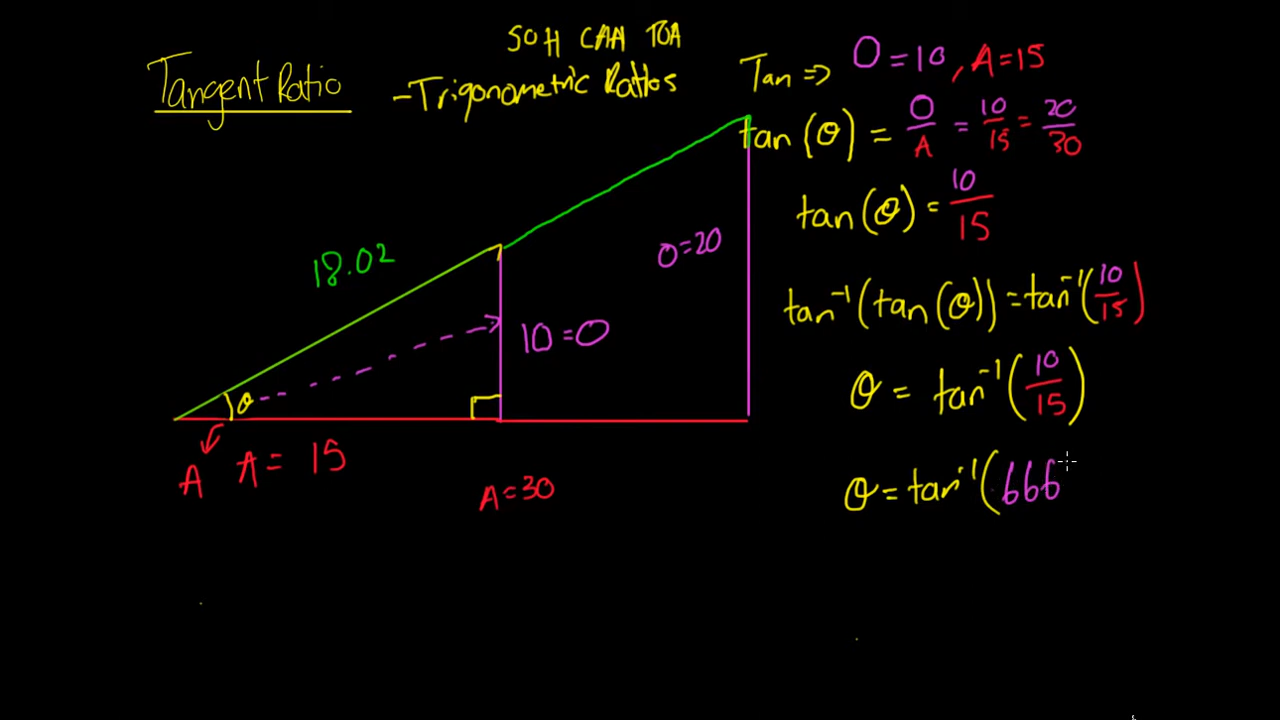 SOH CAH TOA
Tangent Ratio
-Trigonometric Ratios
Tan => O = 10, A = 15
tan (θ) = O/A = 10/15 = 20/30
tan (θ) = 10/15
18.02
O=20
10 = O
tan⁻¹(tan(θ)) = tan⁻¹(10/15)
θ
θ = tan⁻¹(10/15)
A
A = 15
A=30
θ = tan⁻¹(666